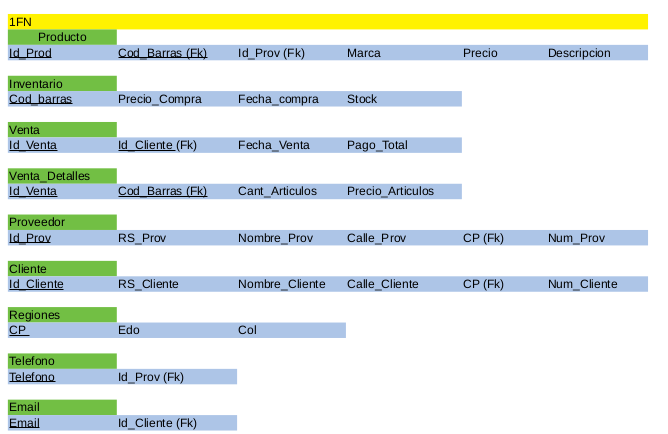 1FN
Producto
Id_Prod Cod_Barras (Fk) Id_Prov (Fk) Marca Precio Descripcion
Inventario
Cod_barras Precio_Compra Fecha_compra Stock
Venta
Id_Venta Id_Cliente (Fk) Fecha_Venta Pago_Total
Venta_Detalles
Id_Venta Cod_Barras (Fk) Cant_Articulos Precio_Articulos
Proveedor
Id_Prov RS_Prov Nombre_Prov Calle_Prov CP (Fk) Num_Prov
Cliente
Id_Cliente RS_Cliente Nombre_Cliente Calle_Cliente CP (Fk) Num_Cliente
Regiones
CP Edo Col
Telefono
Telefono Id_Prov (Fk)
Email
Email Id_Cliente (Fk)